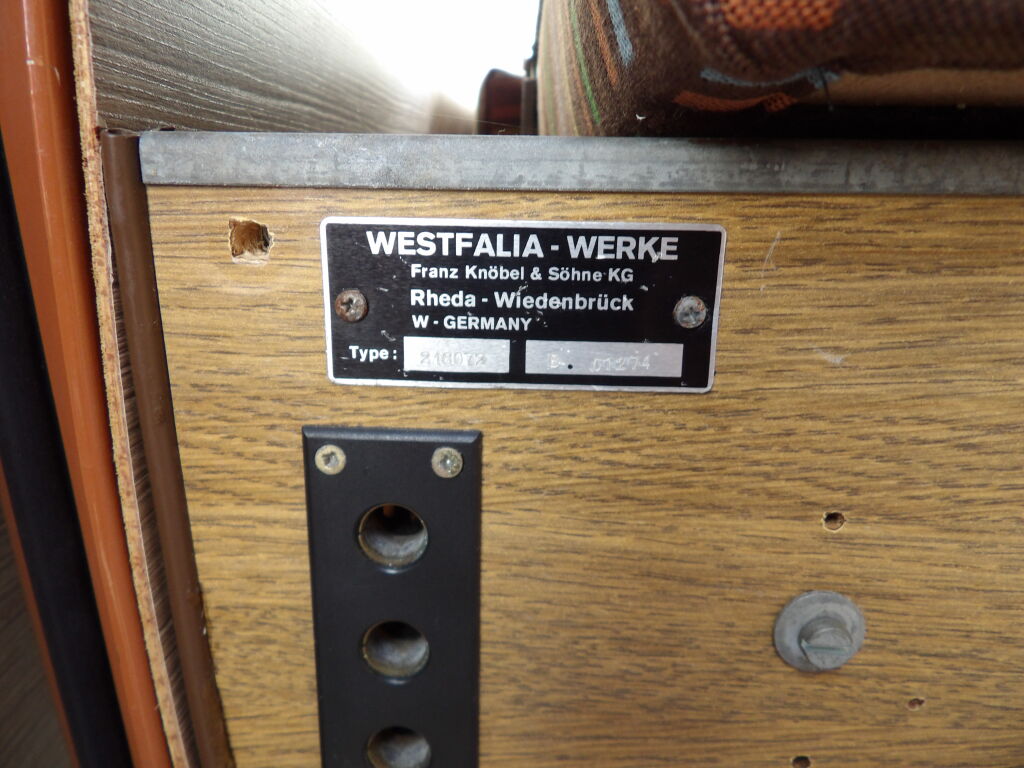 WESTFALIA - WERKE
Franz Knöbel & Söhne KG
Rheda - Wiedenbrück
W - GERMANY
Type: